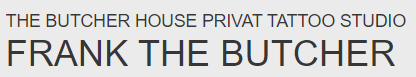 THE BUTCHER HOUSE PRIVAT TATTOO STUDIO
FRANK THE BUTCHER